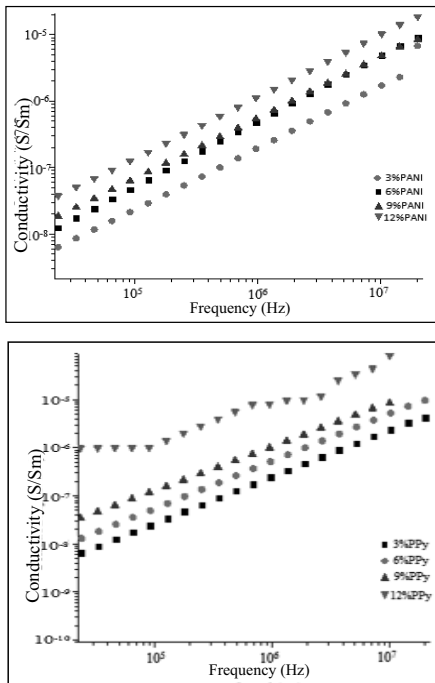 Conductivity (S/Sm)
10⁻⁵
10⁻⁶
10⁻⁷
10⁻⁸
3%PANI
6%PANI
9%PANI
12%PANI
10⁵
10⁶
10⁷
Frequency (Hz)
Conductivity (S/Sm)
10⁻⁵
10⁻⁶
10⁻⁷
10⁻⁸
10⁻⁹
10⁻¹⁰
3%PPy
6%PPy
9%PPy
12%PPy
10⁵
10⁶
10⁷
Frequency (Hz)